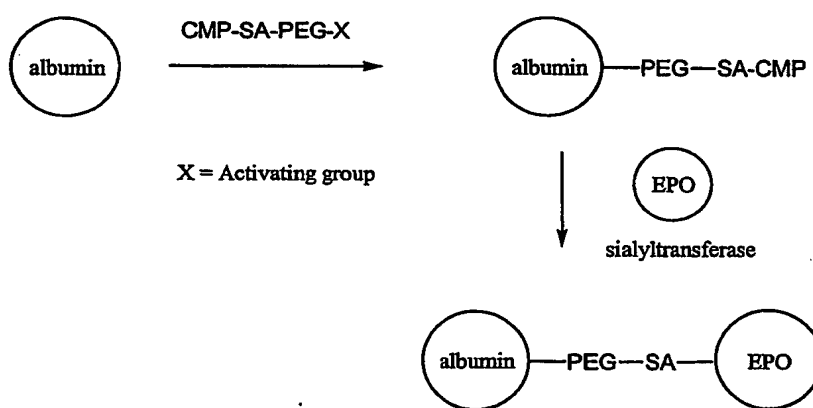 CMP-SA-PEG-X
albumin
albumin—PEG—SA-CMP
X = Activating group
EPO
sialyltransferase
albumin—PEG—SA—EPO